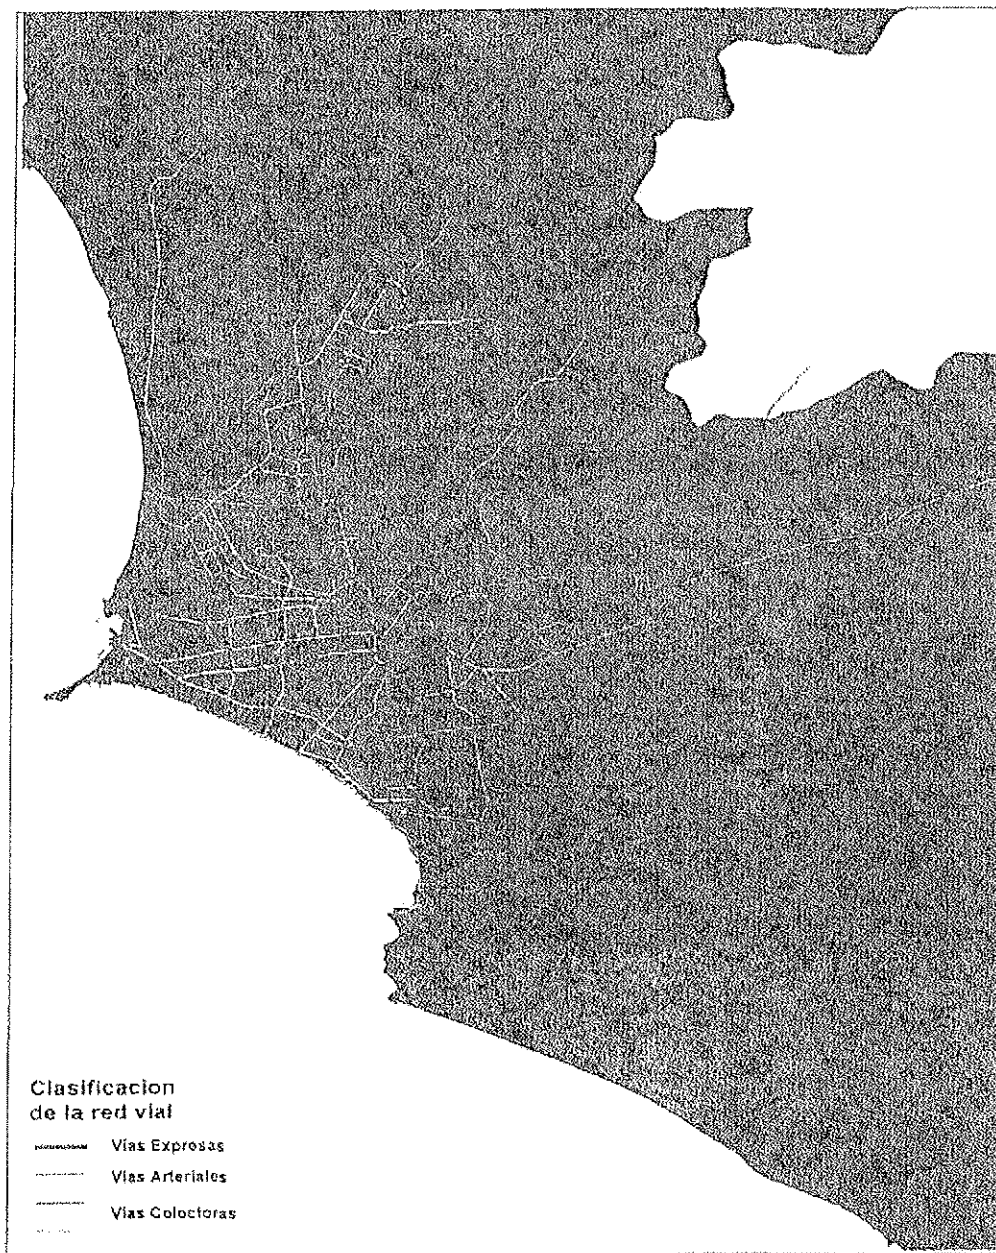 Clasificacion
de la red vial
Vias Expresas
Vias Arteriales
Vias Colectoras